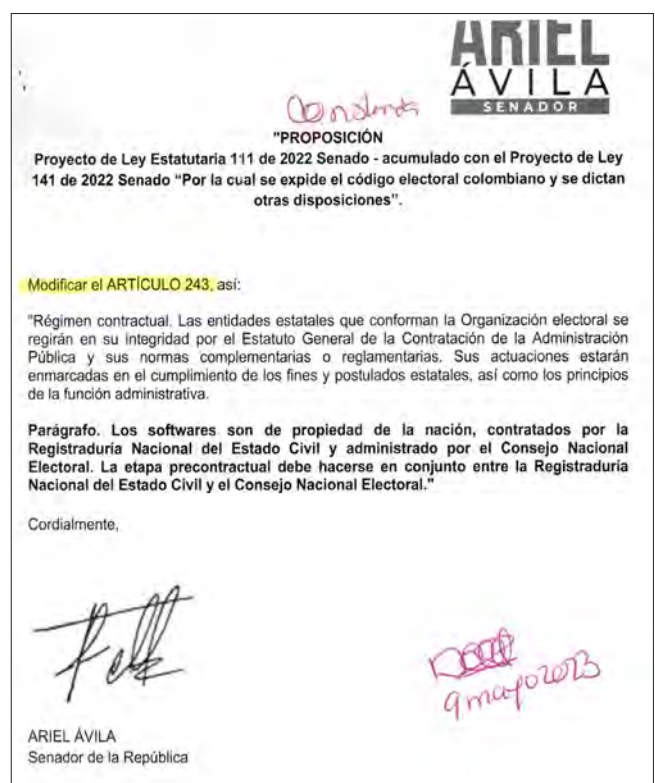 ARIEL
ÁVILA
SENADOR
"PROPOSICIÓN
Proyecto de Ley Estatutaria 111 de 2022 Senado - acumulado con el Proyecto de Ley
141 de 2022 Senado "Por la cual se expide el código electoral colombiano y se dictan
otras disposiciones".
Modificar el ARTÍCULO 243, así:
"Régimen contractual. Las entidades estatales que conforman la Organización electoral se
regirán en su integridad por el Estatuto General de la Contratación de la Administración
Pública y sus normas complementarias o reglamentarias. Sus actuaciones estarán
enmarcadas en el cumplimiento de los fines y postulados estatales, así como los principios
de la función administrativa.
Parágrafo. Los softwares son de propiedad de la nación, contratados por la
Registraduría Nacional del Estado Civil y administrado por el Consejo Nacional
Electoral. La etapa precontractual debe hacerse en conjunto entre la Registraduría
Nacional del Estado Civil y el Consejo Nacional Electoral."
Cordialmente,
9 mayo 2023
ARIEL ÁVILA
Senador de la República